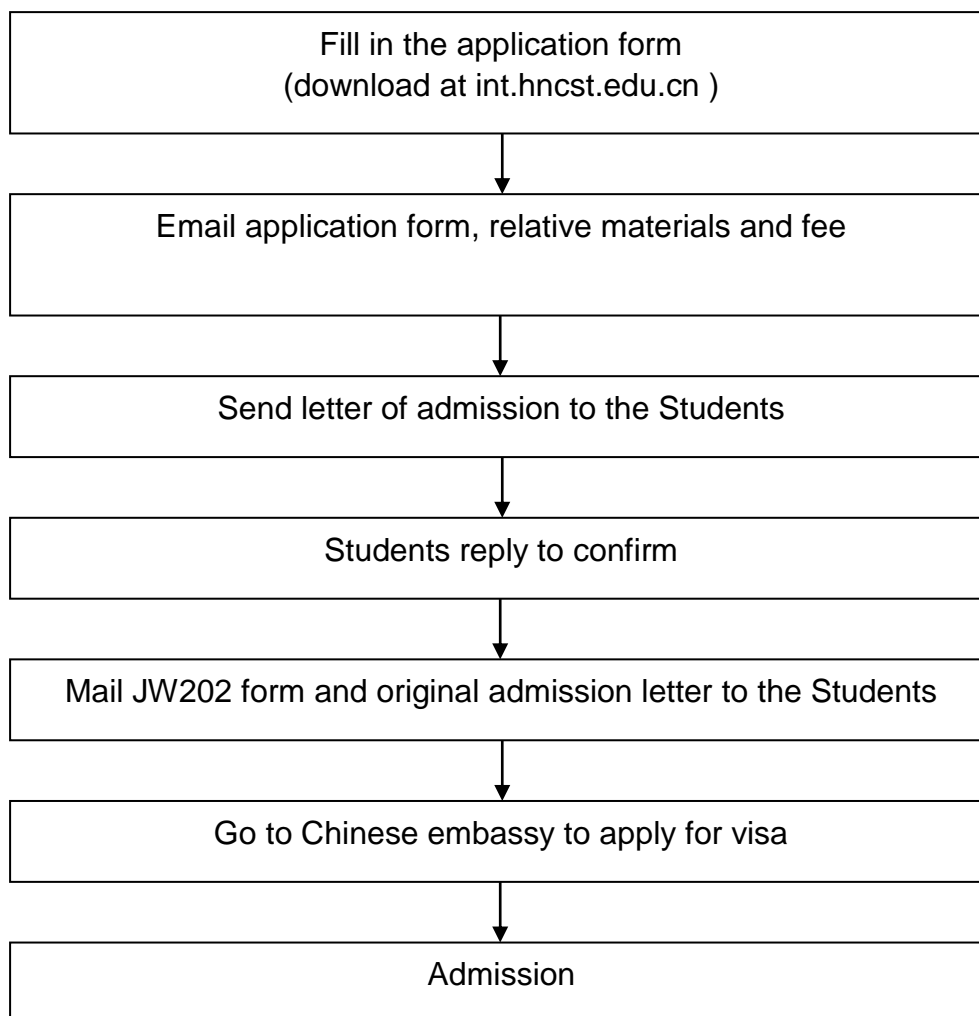 Fill in the application form
(download at int.hncst.edu.cn )
Email application form, relative materials and fee
Send letter of admission to the Students
Students reply to confirm
Mail JW202 form and original admission letter to the Students
Go to Chinese embassy to apply for visa
Admission